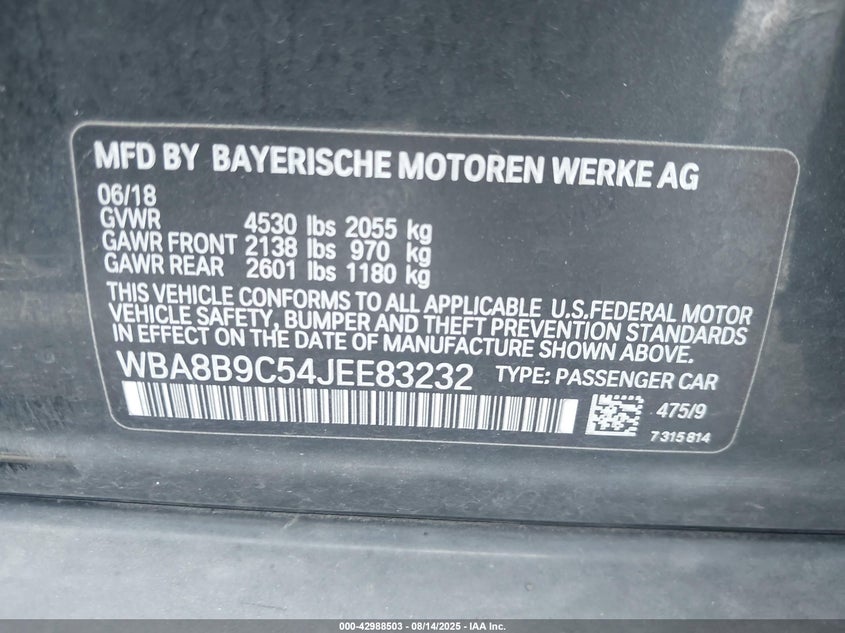 MFD BY BAYERISCHE MOTOREN WERKE AG
06/18
GVWR 4530 lbs 2055 kg
GAWR FRONT 2138 lbs 970 kg
GAWR REAR 2601 lbs 1180 kg
THIS VEHICLE CONFORMS TO ALL APPLICABLE U.S.FEDERAL MOTOR
VEHICLE SAFETY, BUMPER AND THEFT PREVENTION STANDARDS
IN EFFECT ON THE DATE OF MANUFACTURE SHOWN ABOVE.
WBA8B9C54JEE83232 TYPE: PASSENGER CAR
475/9
7315814
000-42988503 - 08/14/2025 - IAA Inc.